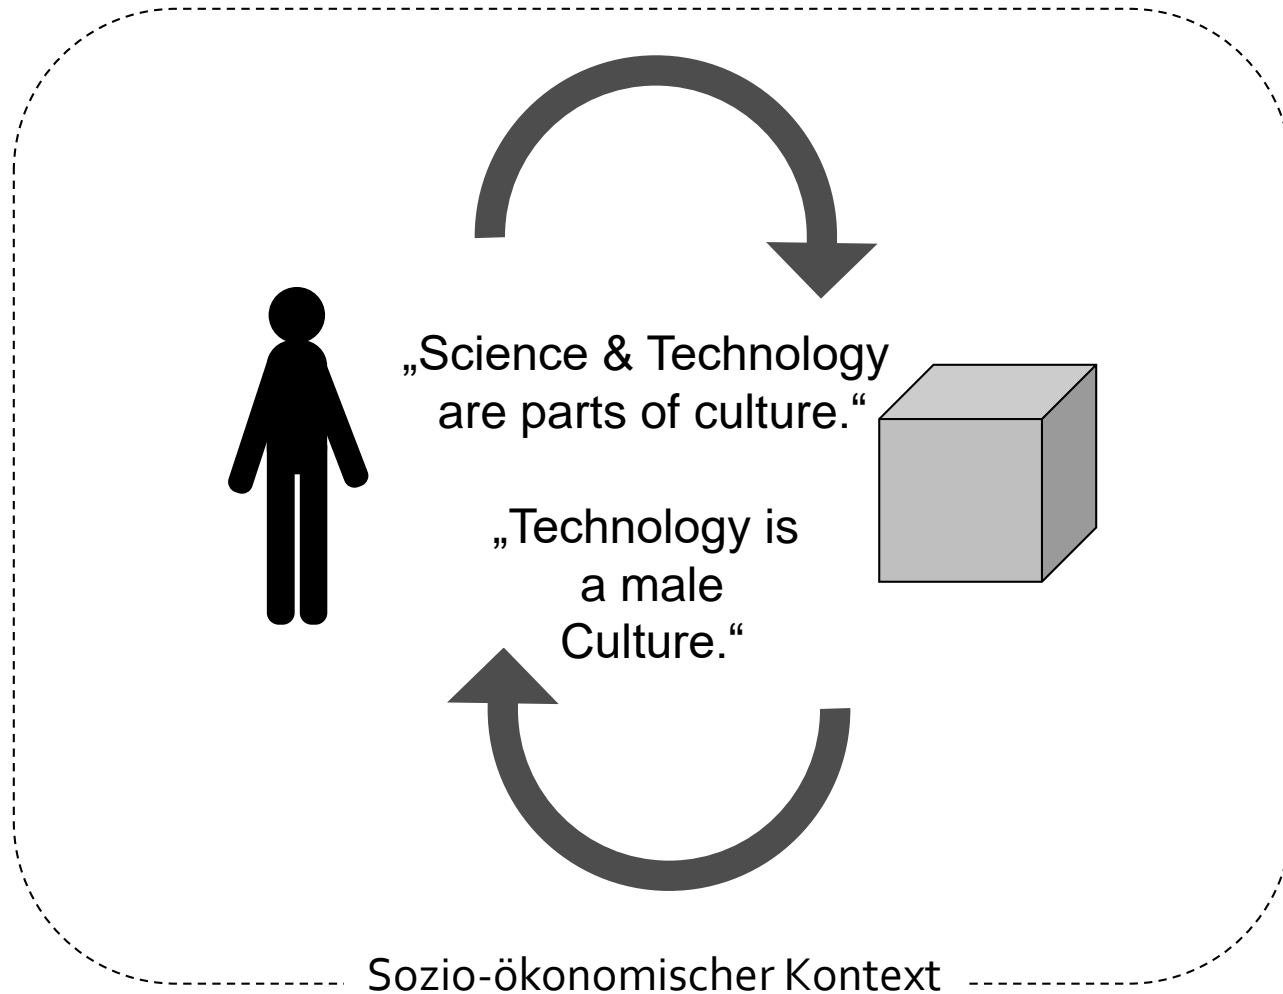 „Science & Technology
are parts of culture.“
„Technology is
a male
Culture.“
Sozio-ökonomischer Kontext